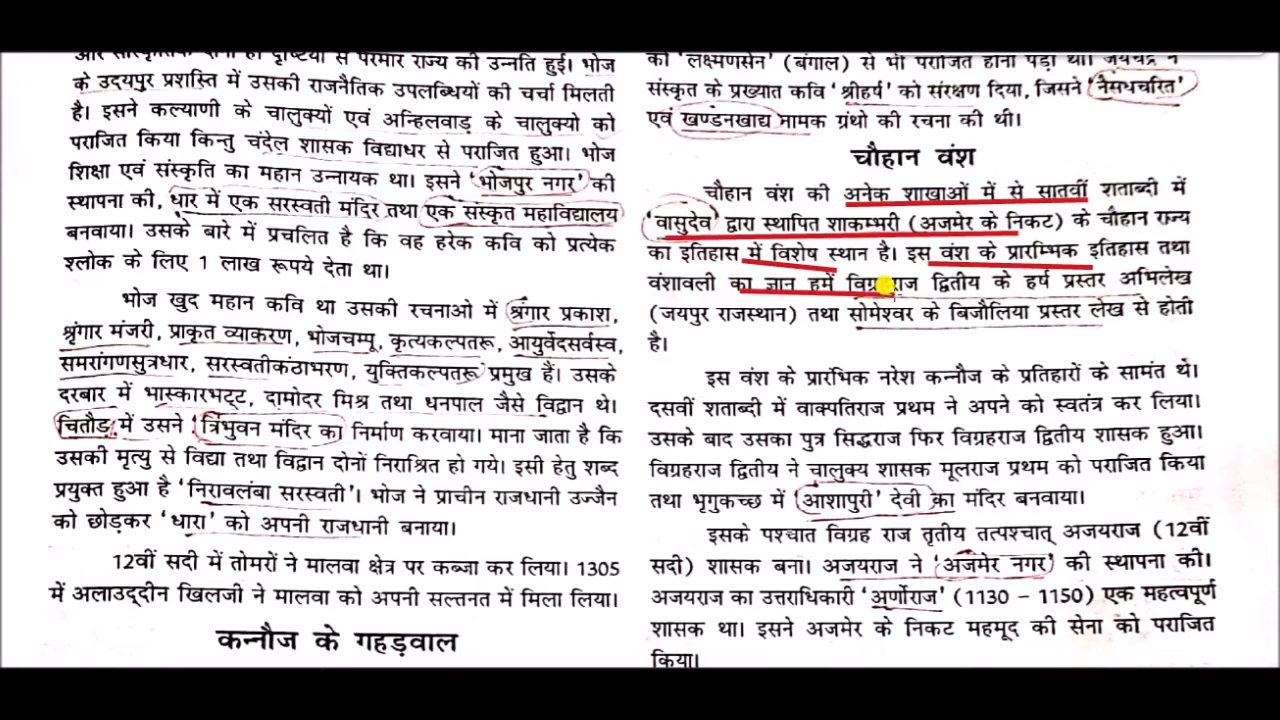 और सांस्कृतिक दोनों ही दृष्टियों से परमार राज्य की उन्नति हुई। भोज
के उदयपुर प्रशस्ति में उसकी राजनैतिक उपलब्धियों की चर्चा मिलती
है। इसने कल्याणी के चालुक्यों एवं अन्हिलवाड़ के चालुक्यो को
पराजित किया किन्तु चंदेल शासक विद्याधर से पराजित हुआ। भोज
शिक्षा एवं संस्कृति का महान उन्नायक था। इसने 'भोजपुर नगर' की
स्थापना की, धार में एक सरस्वती मंदिर तथा एक संस्कृत महाविद्यालय
बनवाया। उसके बारे में प्रचलित है कि वह हरेक कवि को प्रत्येक
श्लोक के लिए 1 लाख रूपये देता था।
भोज खुद महान कवि था उसकी रचनाओ में श्रंगार प्रकाश,
श्रृंगार मंजरी, प्राकृत व्याकरण, भोजचम्पू, कृत्यकल्पतरू, आयुर्वेदसर्वस्व,
समरांगणसुत्रधार, सरस्वतीकंठाभरण, युक्तिकल्पतरू प्रमुख हैं। उसके
दरबार में भास्कारभट्ट, दामोदर मिश्र तथा धनपाल जैसे विद्वान थे।
चितौड़ में उसने 'त्रिंभुवन मंदिर का निर्माण करवाया। माना जाता है कि
उसकी मृत्यु से विद्या तथा विद्वान दोनों निराश्रित हो गये। इसी हेतु शब्द
प्रयुक्त हुआ है 'निरावलंबा सरस्वती'। भोज ने प्राचीन राजधानी उज्जैन
को छोड़कर 'धारा' को अपनी राजधानी बनाया।
12वीं सदी में तोमरों ने मालवा क्षेत्र पर कब्जा कर लिया। 1305
में अलाउद्दीन खिलजी ने मालवा को अपनी सल्तनत में मिला लिया।
कन्नौज के गहड़वाल
को 'लक्ष्मणसेन' (बंगाल) से भी पराजित होना पड़ा था। जयचंद्र ने
संस्कृत के प्रख्यात कवि 'श्रीहर्ष' को संरक्षण दिया, जिसने 'नैसधचरित'
एवं खण्डनखाद्य नामक ग्रंथो की रचना की थी।
चौहान वंश
चौहान वंश की अनेक शाखाओं में से सातवीं शताब्दी में
'वासुदेव' द्वारा स्थापित शाकम्भरी (अजमेर के निकट) के चौहान राज्य
का इतिहास में विशेष स्थान है। इस वंश के प्रारम्भिक इतिहास तथा
वंशावली का ज्ञान हमें विग्रहराज द्वितीय के हर्ष प्रस्तर अभिलेख
(जयपुर राजस्थान) तथा सोमेश्वर के बिजौलिया प्रस्तर लेख से होती
है।
इस वंश के प्रारंभिक नरेश कन्नौज के प्रतिहारों के सामंत थे।
दसवीं शताब्दी में वाक्पतिराज प्रथम ने अपने को स्वतंत्र कर लिया।
उसके बाद उसका पुत्र सिद्धराज फिर विग्रहराज द्वितीय शासक हुआ।
विग्रहराज द्वितीय ने चालुक्य शासक मूलराज प्रथम को पराजित किया
तथा भृगुकच्छ में 'आशापुरी' देवी का मंदिर बनवाया।
इसके पश्चात विग्रह राज तृतीय तत्पश्चात् अजयराज (12वीं
सदी) शासक बना। अजयराज ने 'अजमेर नगर' की स्थापना की।
अजयराज का उत्तराधिकारी 'अर्णोराज' (1130 - 1150) एक महत्वपूर्ण
शासक था। इसने अजमेर के निकट महमूद की सेना को पराजित
किया।